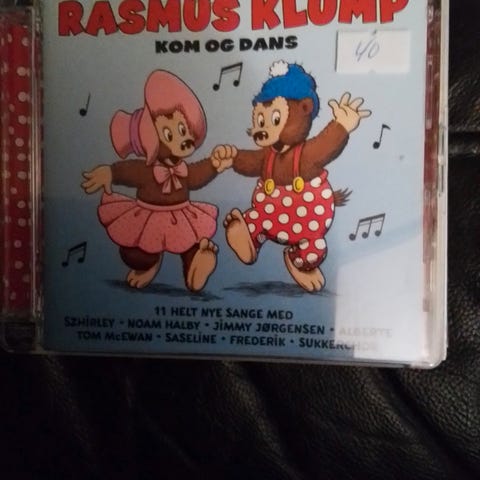 RASMUS KLUMP
KOM OG DANS
40
11 HELT NYE SANGE MED
SZHIRLEY • NOAM HALBY • JIMMY JØRGENSEN • ALBERTE
TOM McEWAN • SASELINE • FREDERIK • SUKKERCHOK